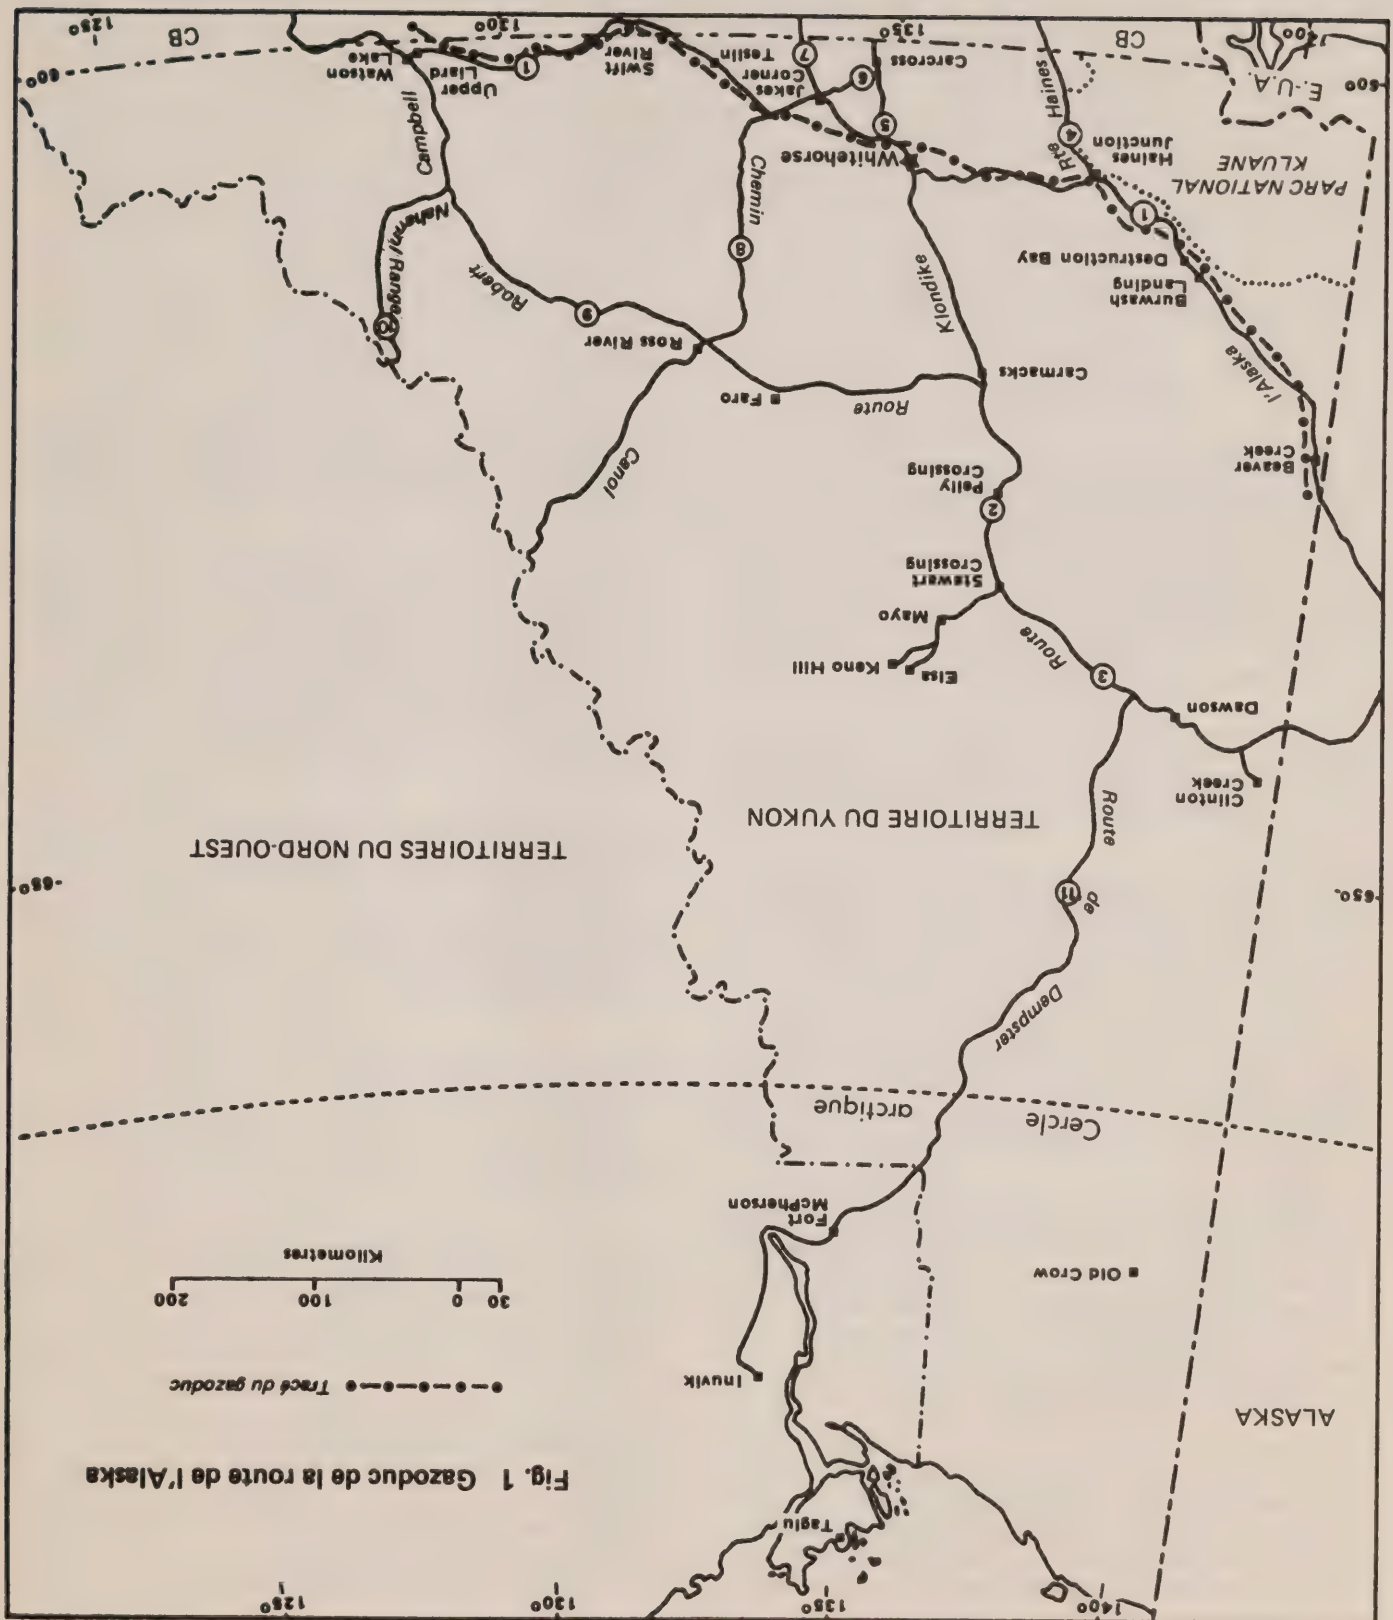 140°
135°
130°
125°
Taglu
Fig. 1 Gazoduc de la route de l'Alaska
ALASKA
Inuvik
Tracé du gazoduc
30 0 100 200
Kilometres
Old Crow
Fort
McPherson
Cercle arctique
Dempster
65°
65°
11
de
Route
TERRITOIRE DU YUKON
TERRITOIRES DU NORD-OUEST
Clinton
Creek
Dawson
3
Route
Elsa
Keno Hill
Mayo
Stewart
Crossing
2
Pelly
Crossing
Beaver
Creek
Canol
Carmacks
Route
Faro
l'Alaska
Ross River
9
Robert
10
Nahanni Range
Burwash
Landing
Destruction Bay
Klondike
8
Chemin
Campbell
1
PARC NATIONAL
KLUANE
Haines
Junction
Rte
4
Haines
Whitehorse
5
6
7
Jakes
Corner
Carcross
Teslin
Swift
River
1
Upper
Liard
Watson
Lake
60°
60°
É.-U.A.
CB
CB
135°
130°
125°